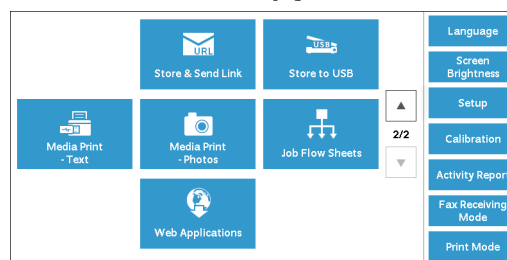 URL
Store & Send Link
USB
Store to USB
Media Print
- Text
Media Print
- Photos
Job Flow Sheets
2/2
Web Applications
Language
Screen
Brightness
Setup
Calibration
Activity Report
Fax Receiving
Mode
Print Mode